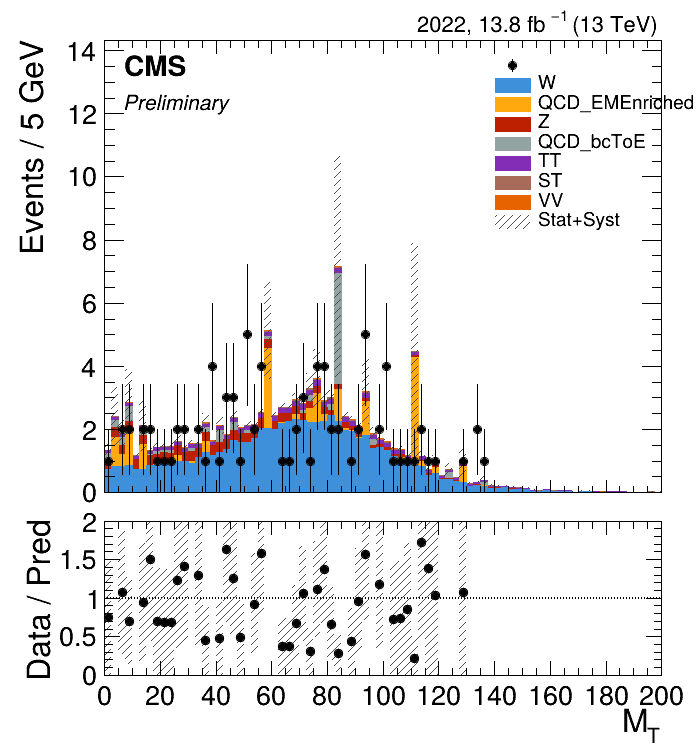 2022, 13.8 fb⁻¹ (13 TeV)
Events / 5 GeV
14
12
10
8
6
4
2
0
CMS
Preliminary
W
QCD_EMEnriched
Z
QCD_bcToE
TT
ST
VV
Stat+Syst
Data / Pred
2
1.5
1
0.5
0
0 20 40 60 80 100 120 140 160 180 200
M_T